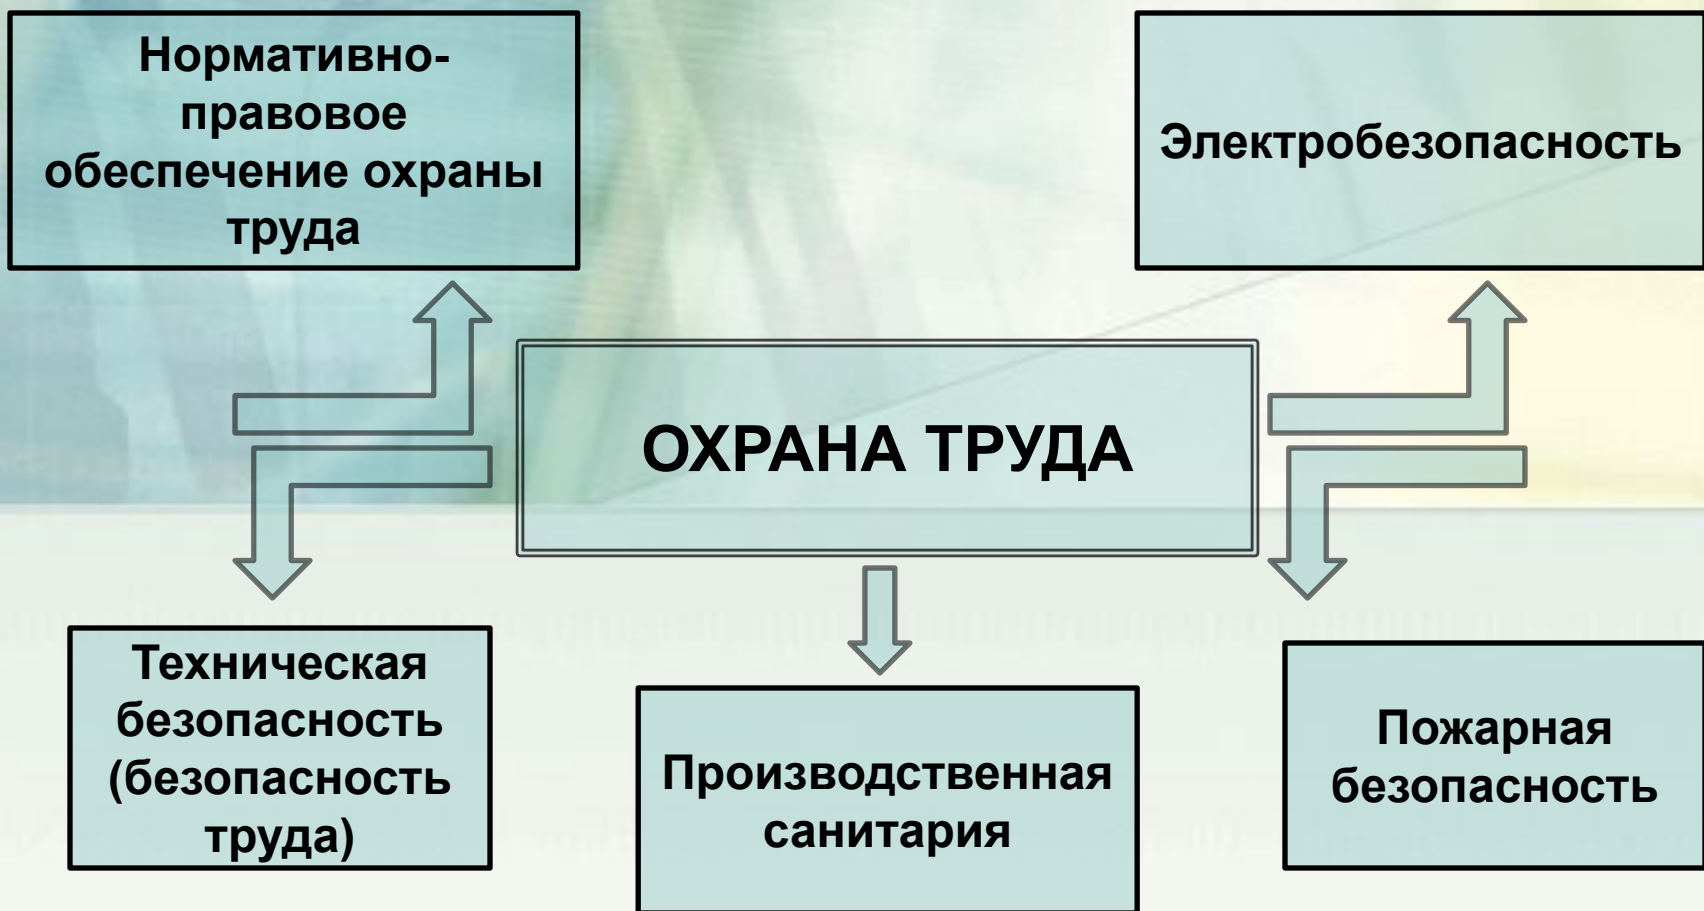 Нормативно-
правовое
обеспечение охраны
труда
Электробезопасность
ОХРАНА ТРУДА
Техническая
безопасность
(безопасность
труда)
Производственная
санитария
Пожарная
безопасность